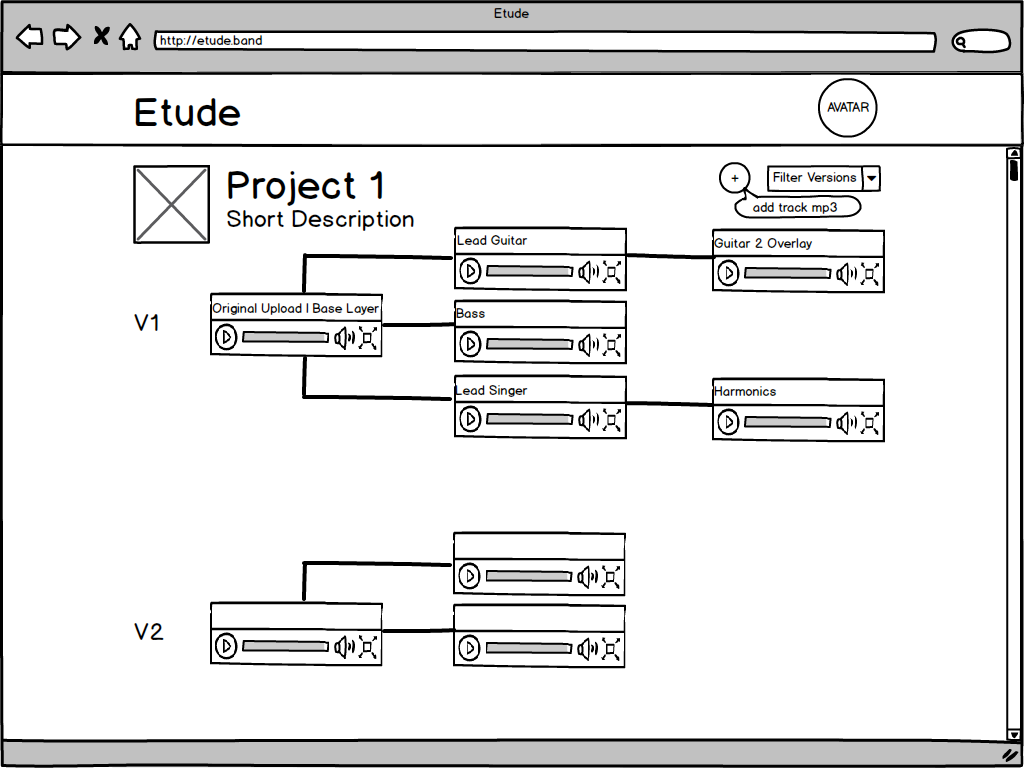 Etude
http://etude.band
Etude
AVATAR
Project 1
Short Description
+
Filter Versions
add track mp3
Lead Guitar
Guitar 2 Overlay
Original Upload | Base Layer
V1
Bass
Lead Singer
Harmonics
V2